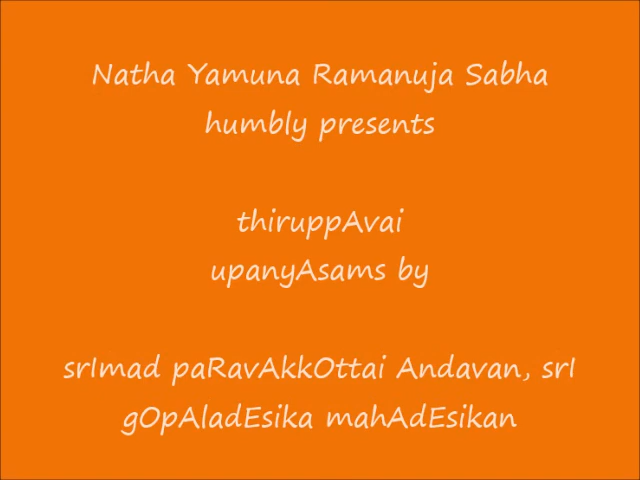 Natha Yamuna Ramanuja Sabha
humbly presents
thiruppAvai
upanyAsams by
srImad paRavAkkOttai Andavan, srI
gOpAladEsika mahAdEsikan